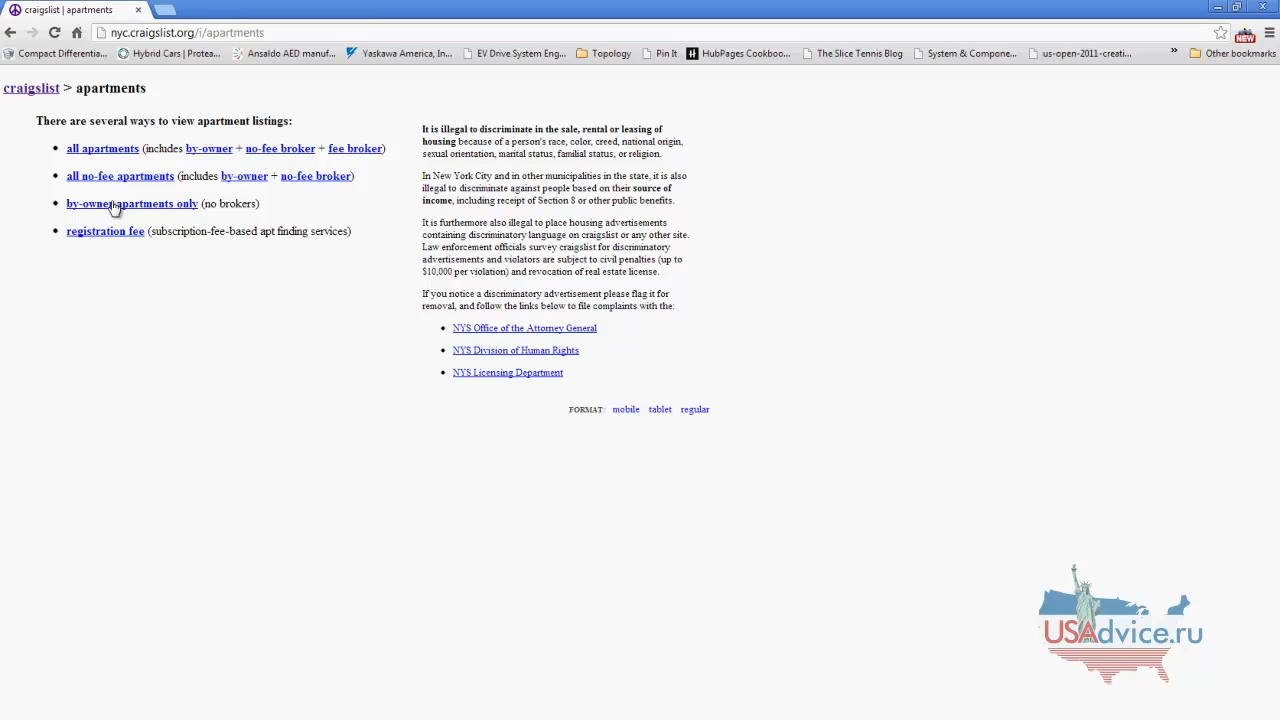 craigslist | apartments
nyc.craigslist.org/i/apartments
NEW
Compact Differentia...
Hybrid Cars | Protea...
Ansaldo AED manuf...
Yaskawa America, In...
EV Drive System Eng...
Topology
Pin It
HubPages Cookboo...
The Slice Tennis Blog
System & Compone...
us-open-2011-creati...
»
Other bookmarks
craigslist > apartments
There are several ways to view apartment listings:
all apartments (includes by-owner + no-fee broker + fee broker)
all no-fee apartments (includes by-owner + no-fee broker)
by-owner apartments only (no brokers)
registration fee (subscription-fee-based apt finding services)
It is illegal to discriminate in the sale, rental or leasing of
housing because of a person's race, color, creed, national origin,
sexual orientation, marital status, familial status, or religion.
In New York City and in other municipalities in the state, it is also
illegal to discriminate against people based on their source of
income, including receipt of Section 8 or other public benefits.
It is furthermore also illegal to place housing advertisements
containing discriminatory language on craigslist or any other site.
Law enforcement officials survey craigslist for discriminatory
advertisements and violators are subject to civil penalties (up to
$10,000 per violation) and revocation of real estate license.
If you notice a discriminatory advertisement please flag it for
removal, and follow the links below to file complaints with the:
NYS Office of the Attorney General
NYS Division of Human Rights
NYS Licensing Department
FORMAT: mobile tablet regular
USAdvice.ru